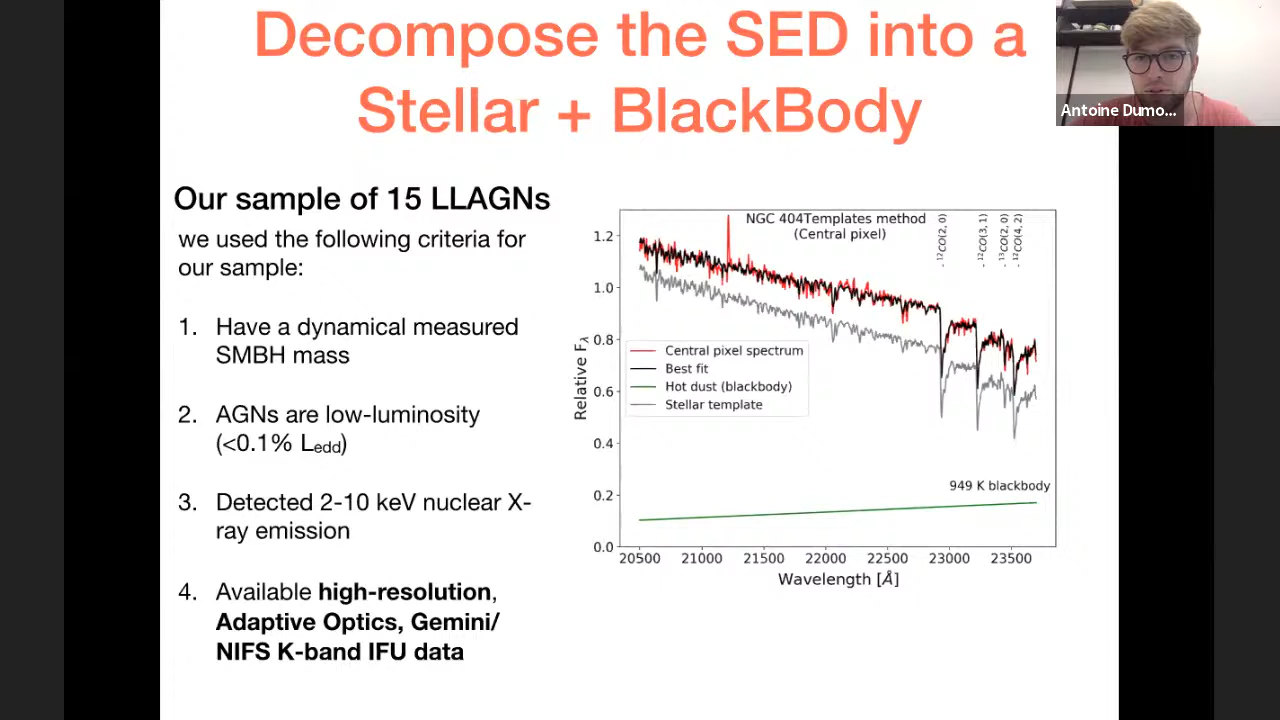 Decompose the SED into a
Stellar + BlackBody
Antoine Dumo...
Our sample of 15 LLAGNs
we used the following criteria for
our sample:
1. Have a dynamical measured
SMBH mass
2. AGNs are low-luminosity
(<0.1% Ledd)
3. Detected 2-10 keV nuclear X-
ray emission
4. Available high-resolution,
Adaptive Optics, Gemini/
NIFS K-band IFU data
NGC 404Templates method
(Central pixel)
- ¹²CO(2, 0)
- ¹²CO(3, 1)
- ¹³CO(2, 0)
- ¹²CO(4, 2)
1.2
1.0
0.8
0.6
0.4
0.2
0.0
Relative Fλ
Central pixel spectrum
Best fit
Hot dust (blackbody)
Stellar template
949 K blackbody
20500 21000 21500 22000 22500 23000 23500
Wavelength [Å]